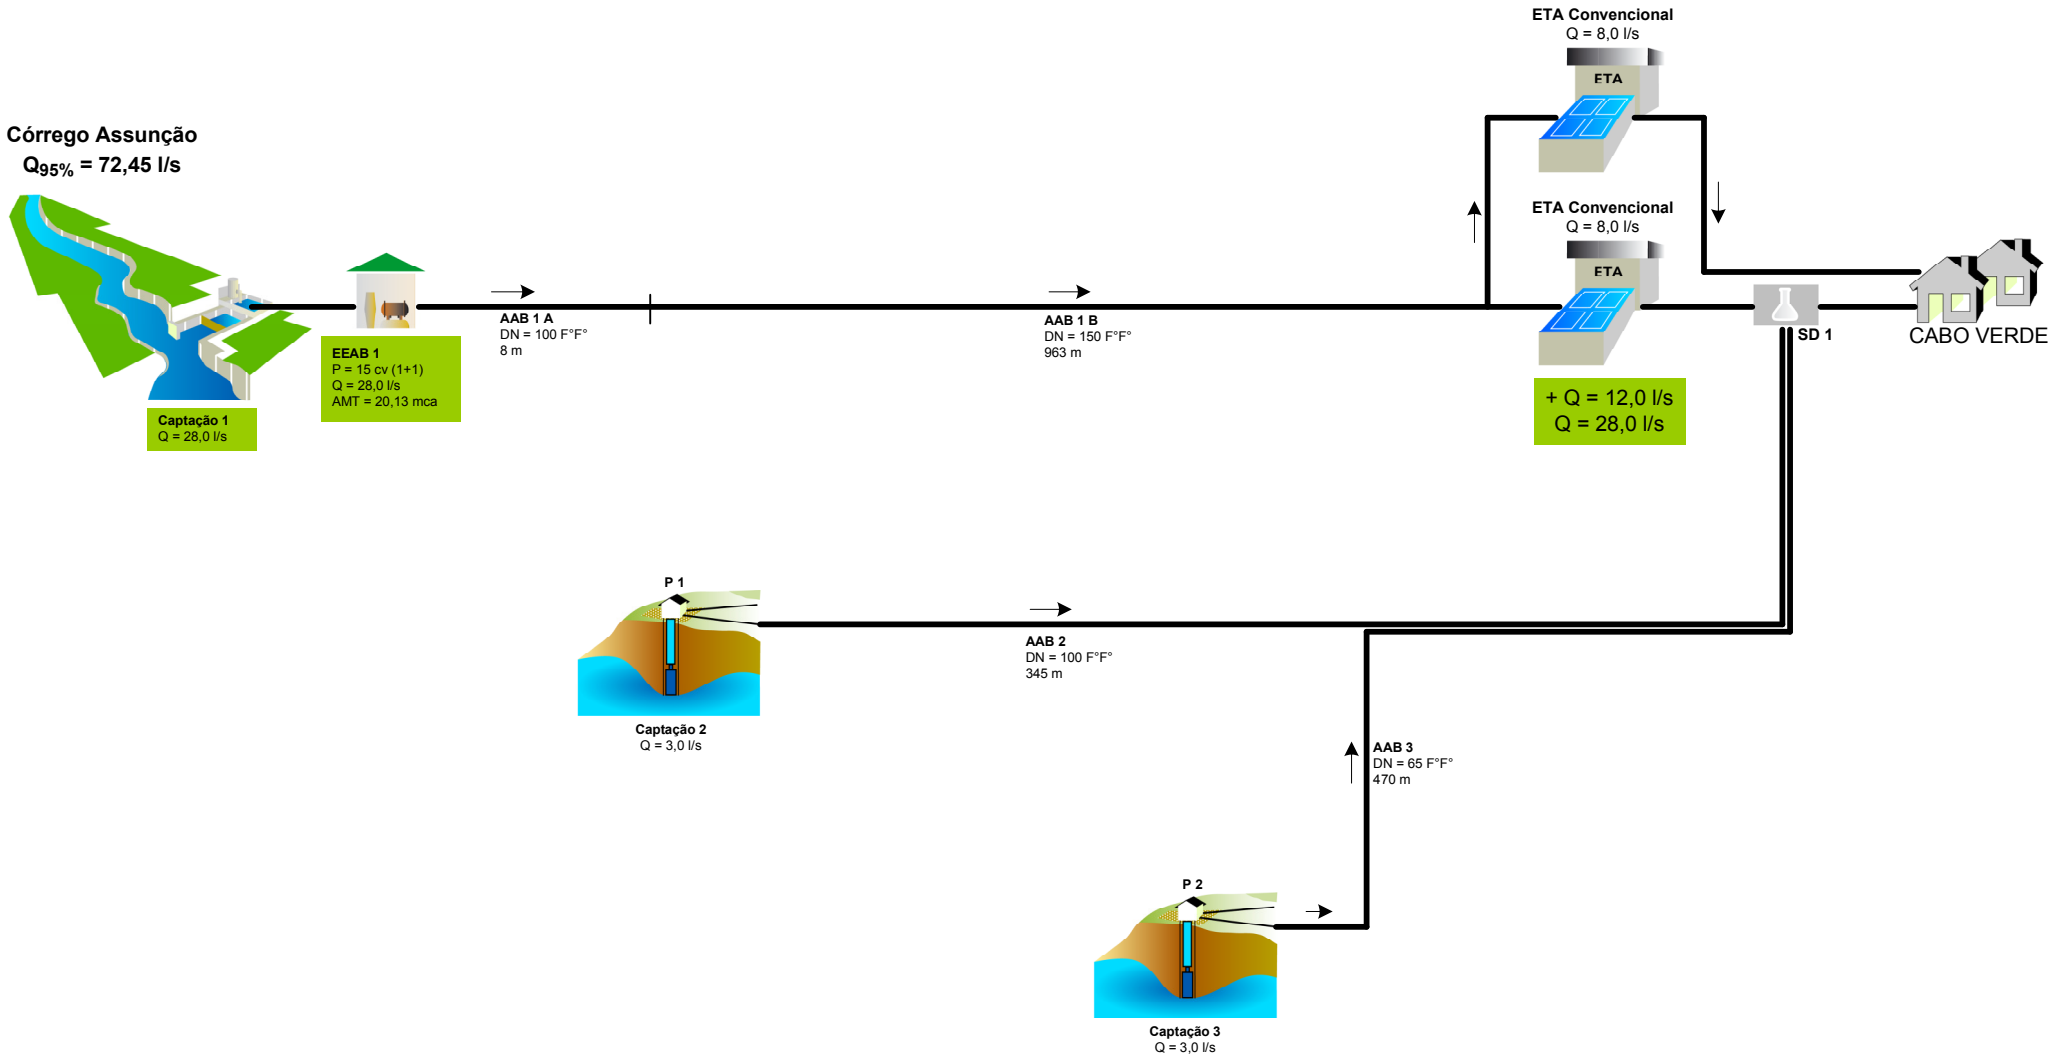 ETA Convencional
Q = 8,0 l/s
ETA
Córrego Assunção
Q95% = 72,45 l/s
ETA Convencional
Q = 8,0 l/s
ETA
AAB 1 A
DN = 100 F°F°
8 m
AAB 1 B
DN = 150 F°F°
963 m
SD 1
CABO VERDE
EEAB 1
P = 15 cv (1+1)
Q = 28,0 l/s
AMT = 20,13 mca
Captação 1
Q = 28,0 l/s
+ Q = 12,0 l/s
Q = 28,0 l/s
P 1
AAB 2
DN = 100 F°F°
345 m
Captação 2
Q = 3,0 l/s
AAB 3
DN = 65 F°F°
470 m
P 2
Captação 3
Q = 3,0 l/s